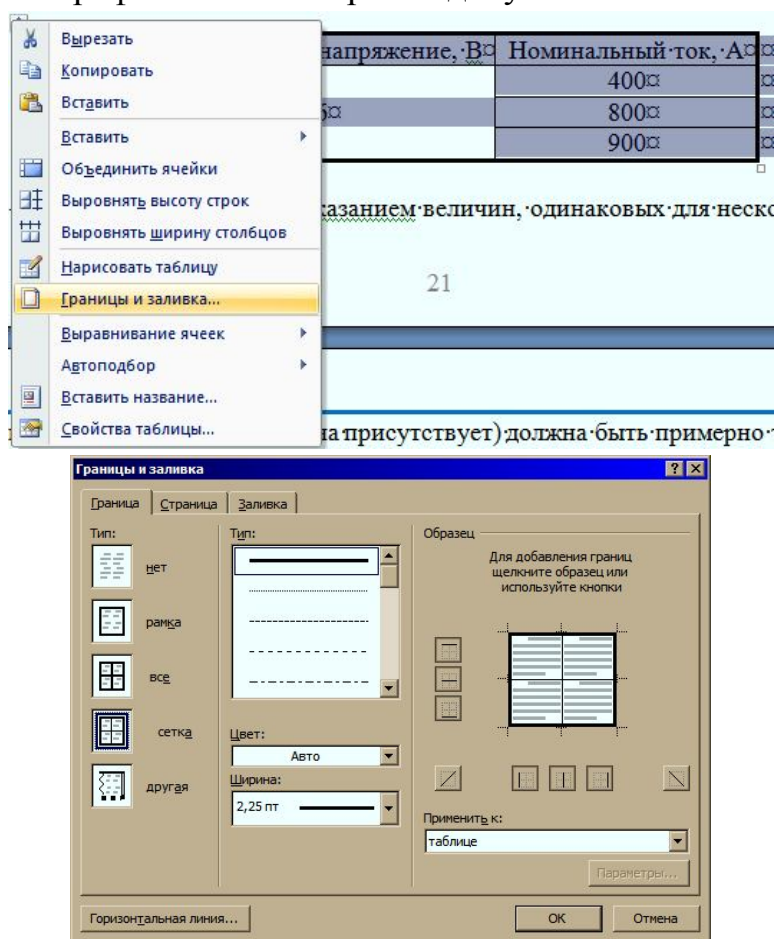 Вырезать
Копировать
Вставить
Вставить
Объединить ячейки
Выровнять высоту строк
Выровнять ширину столбцов
Нарисовать таблицу
Границы и заливка...
Выравнивание ячеек
Автоподбор
Вставить название...
Свойства таблицы...
напряжение,·В¤ Номинальный·ток,·А¤
400¤
800¤
900¤
величин,·одинаковых·для·неско
21
присутствует)·должна·быть·примерно·
Границы и заливка
Граница Страница Заливка
Тип:
нет
рамка
все
сетка
другая
Тип:
Цвет:
Авто
Ширина:
2,25 пт
Образец
Для добавления границ
щелкните образец или
используйте кнопки
Применить к:
таблице
Параметры...
Горизонтальная линия...
ОК Отмена